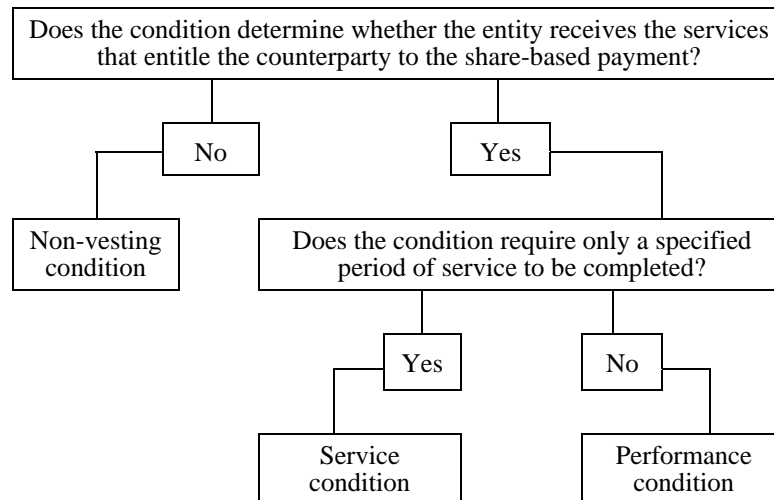 Does the condition determine whether the entity receives the services
that entitle the counterparty to the share-based payment?
No
Yes
Non-vesting
condition
Does the condition require only a specified
period of service to be completed?
Yes
No
Service
condition
Performance
condition